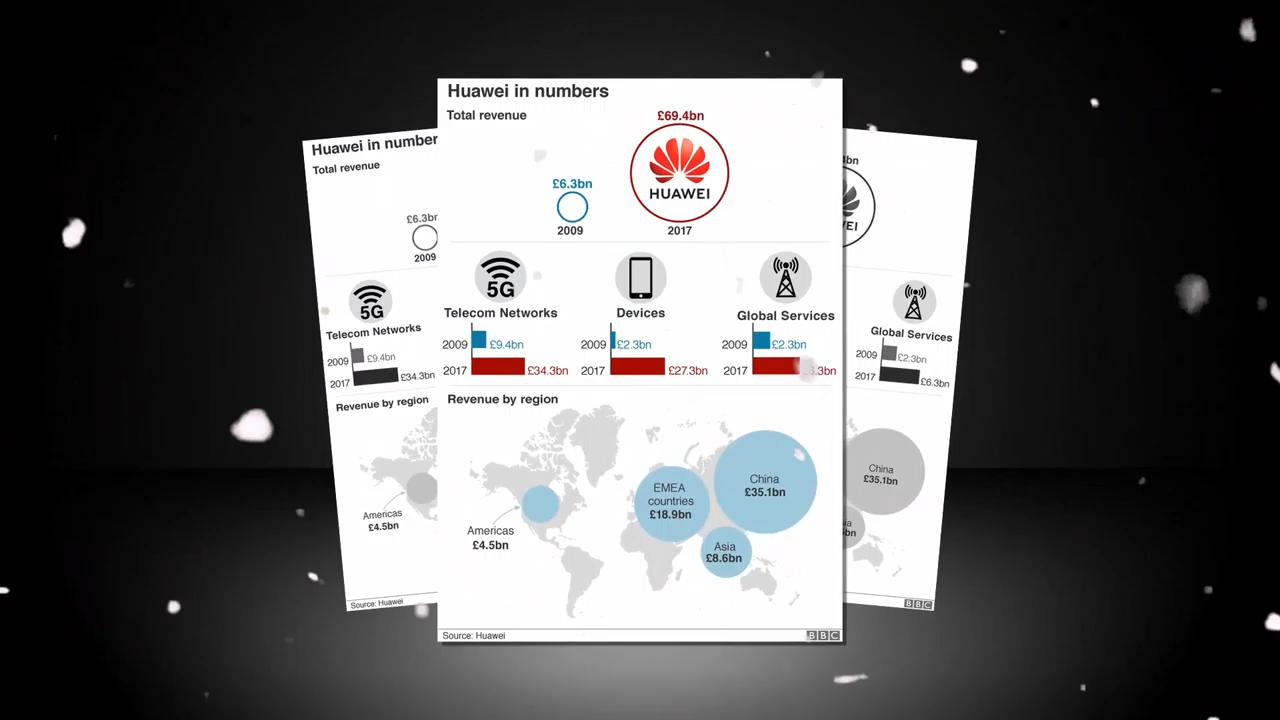 Huawei in numbers
Total revenue
£69.4bn
£6.3bn
HUAWEI
2009
2017
5G
Telecom Networks
Devices
Global Services
2009 £9.4bn
2017 £34.3bn
2009 £2.3bn
2017 £27.3bn
2009 £2.3bn
2017
Revenue by region
Americas
£4.5bn
EMEA
countries
£18.9bn
China
£35.1bn
Asia
£8.6bn
Source: Huawei
BBC
Huawei in
Total revenue
2009
5G
Telecom Networks
2009 £9.4bn
2017 £34.3bn
Revenue by region
Americas
£4.5bn
Source: Huawei
Global Services
2009 £2.3bn
2017 £6.3bn
China
£35.1bn
BBC